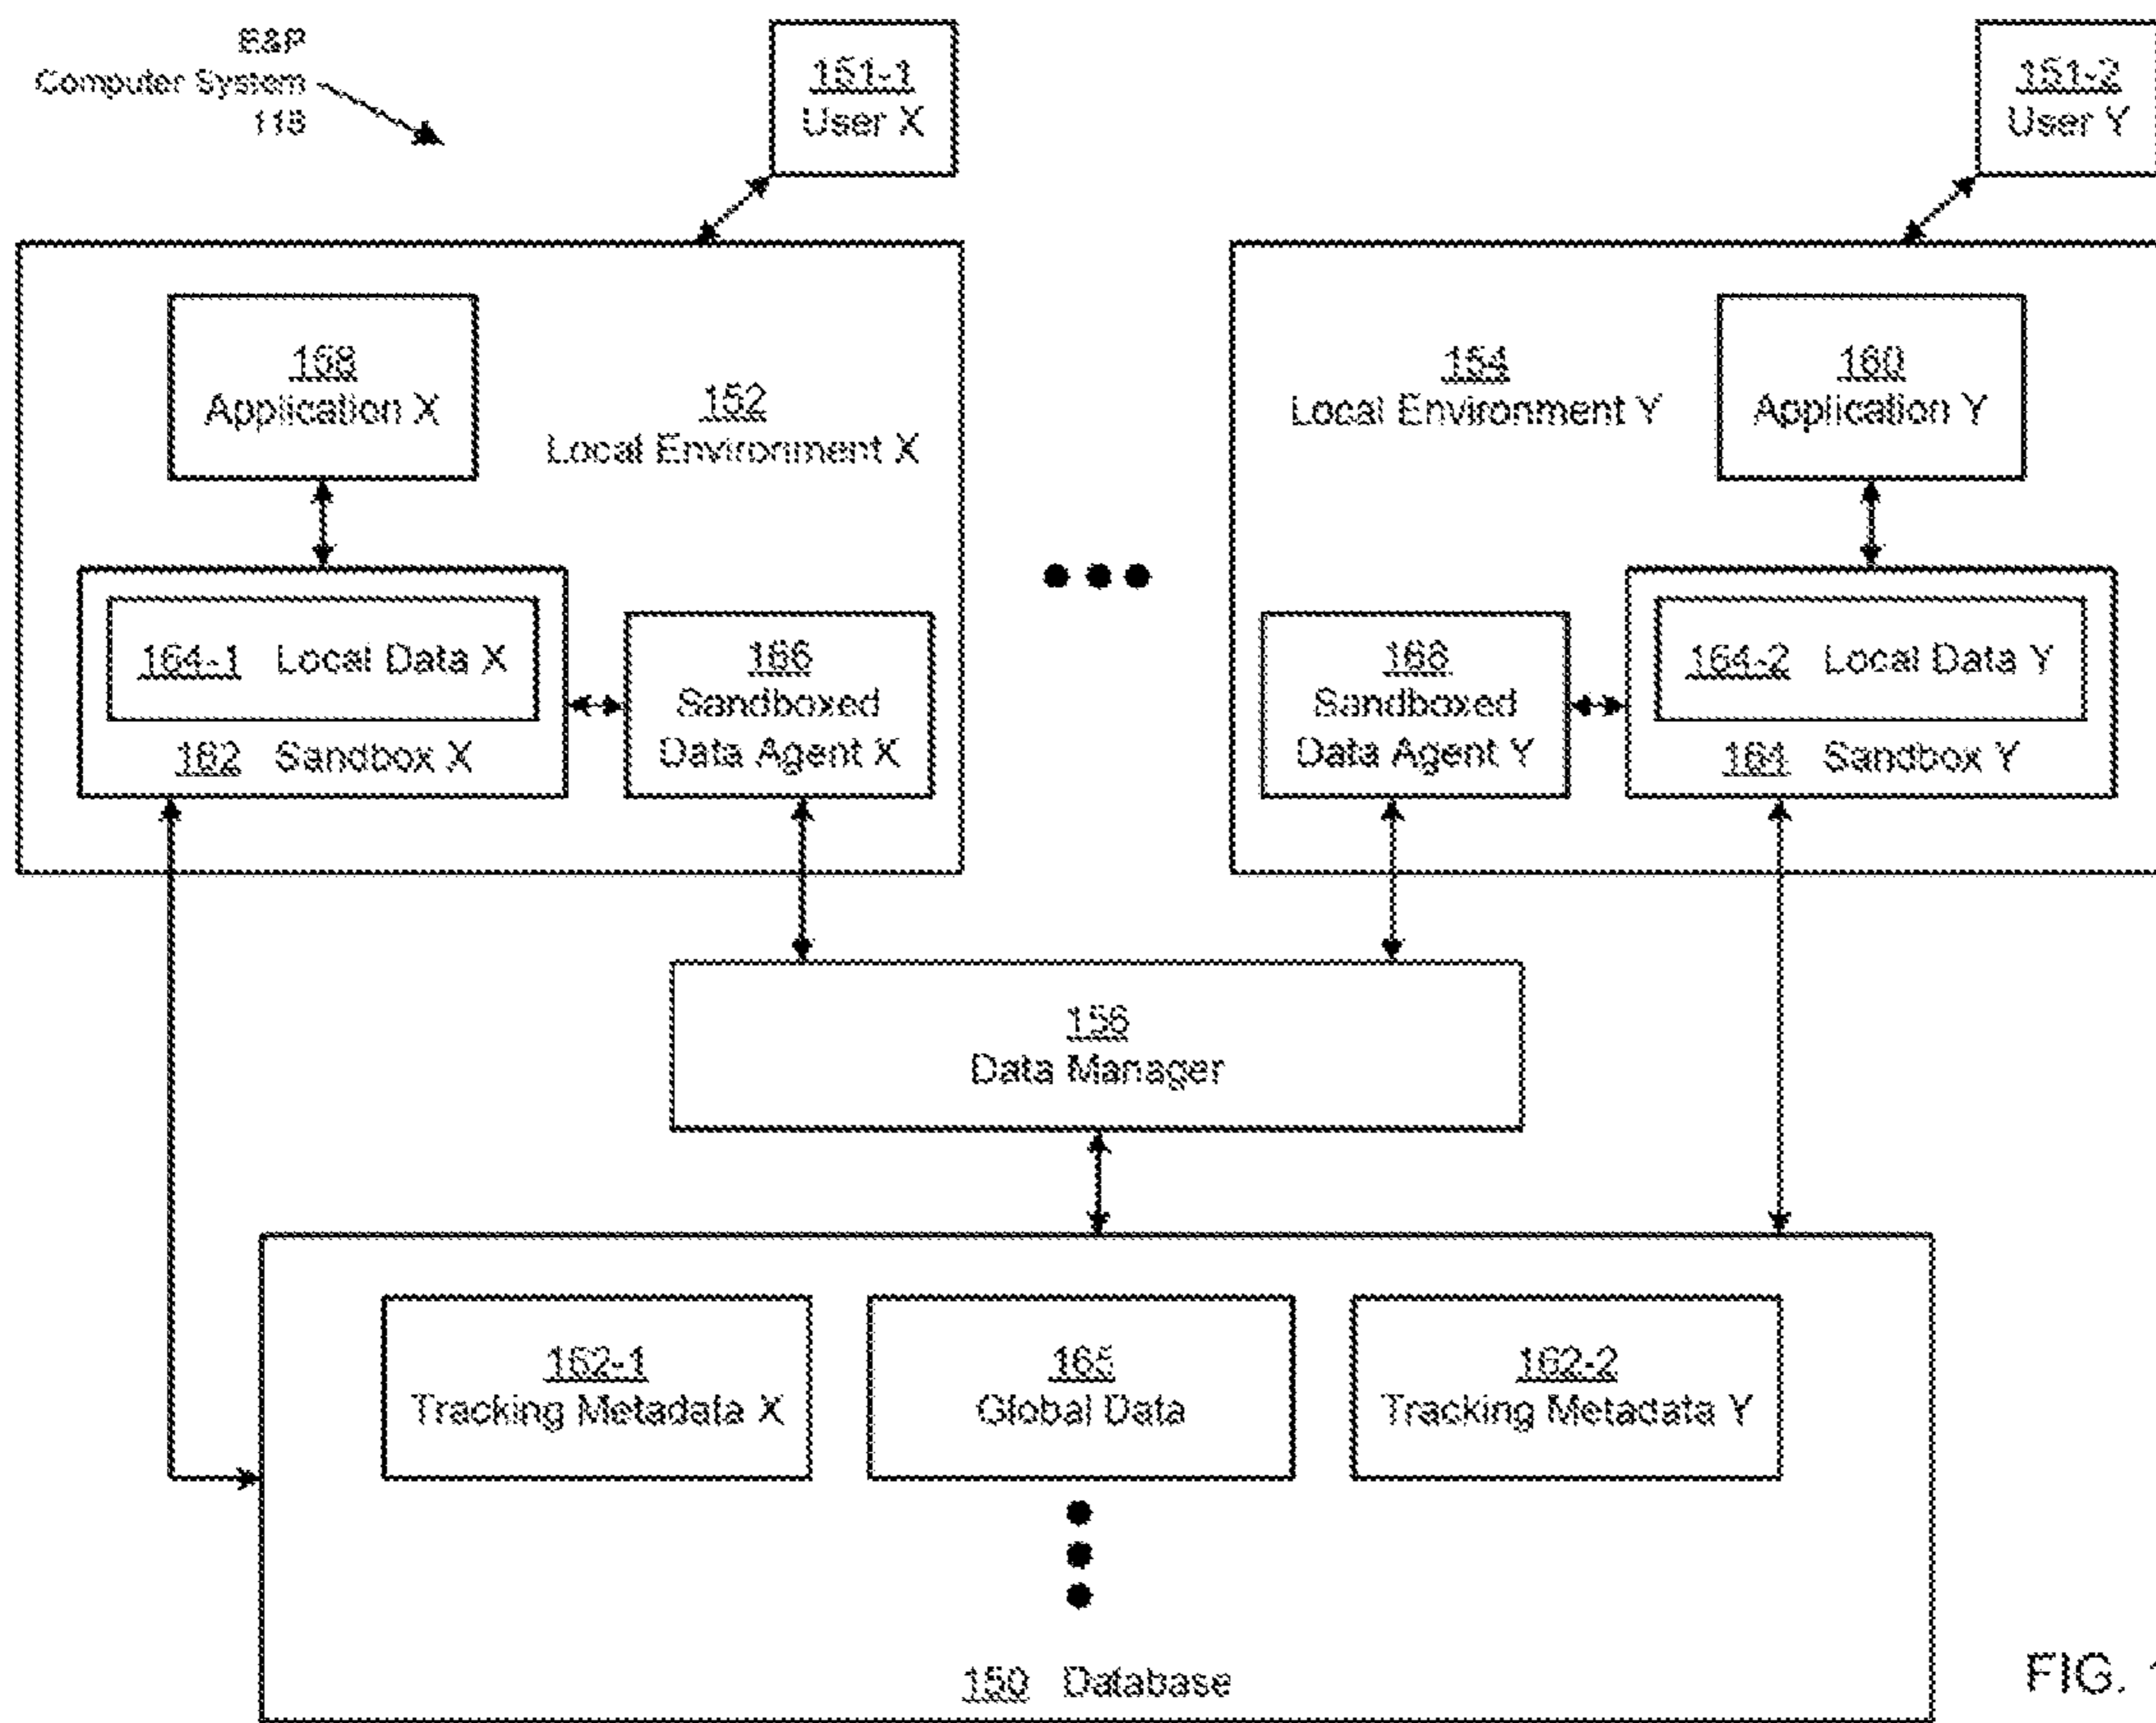 E&P
Computer System
118
151-1
User X
151-2
User Y
158
Application X
152
Local Environment X
154
Local Environment Y
160
Application Y
164-1 Local Data X
162 Sandbox X
166
Sandboxed
Data Agent X
168
Sandboxed
Data Agent Y
164-2 Local Data Y
164 Sandbox Y
156
Data Manager
162-1
Tracking Metadata X
165
Global Data
162-2
Tracking Metadata Y
150 Database
FIG.